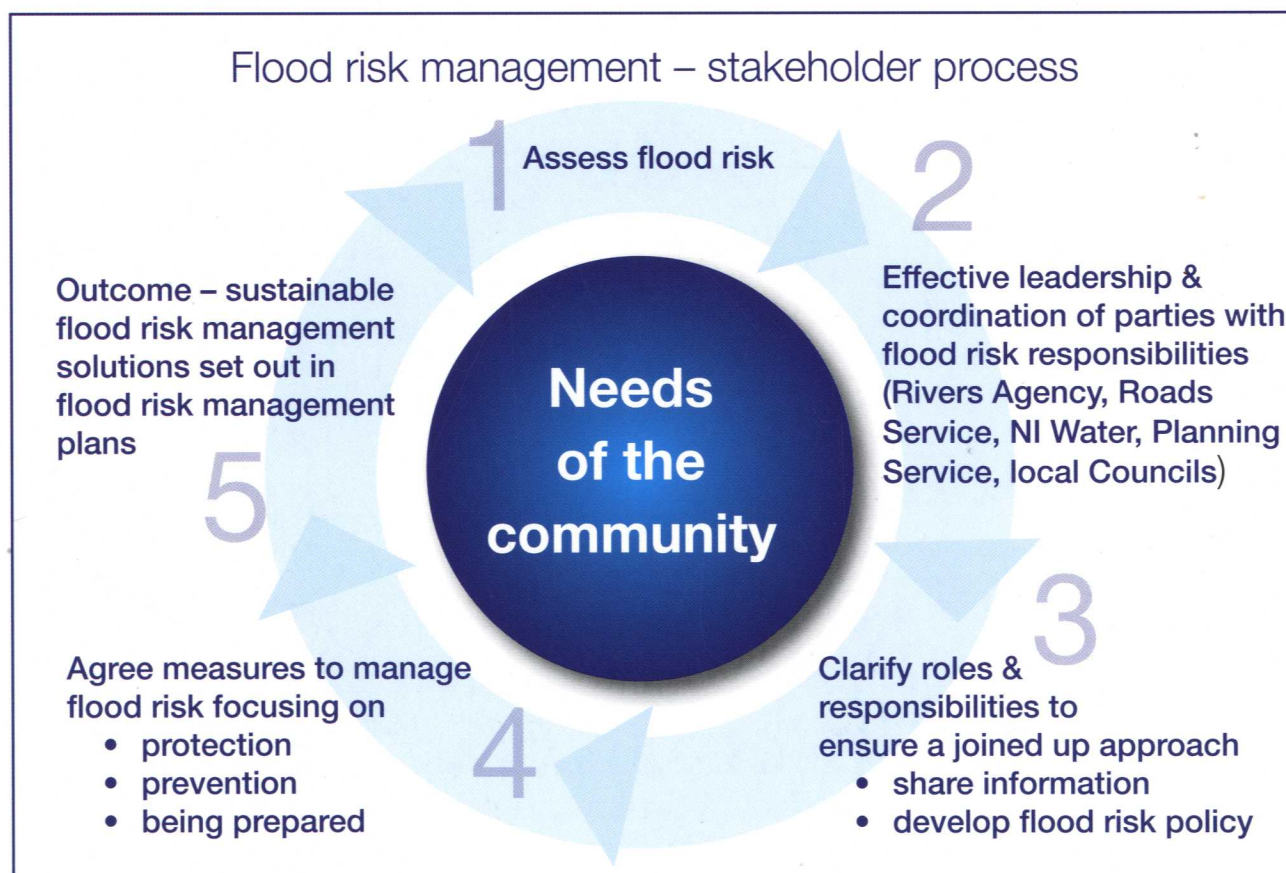 Flood risk management – stakeholder process
1
Assess flood risk
2
Effective leadership &
coordination of parties with
flood risk responsibilities
(Rivers Agency, Roads
Service, NI Water, Planning
Service, local Councils)
3
Clarify roles &
responsibilities to
ensure a joined up approach
• share information
• develop flood risk policy
4
Agree measures to manage
flood risk focusing on
• protection
• prevention
• being prepared
5
Outcome – sustainable
flood risk management
solutions set out in
flood risk management
plans
Needs
of the
community